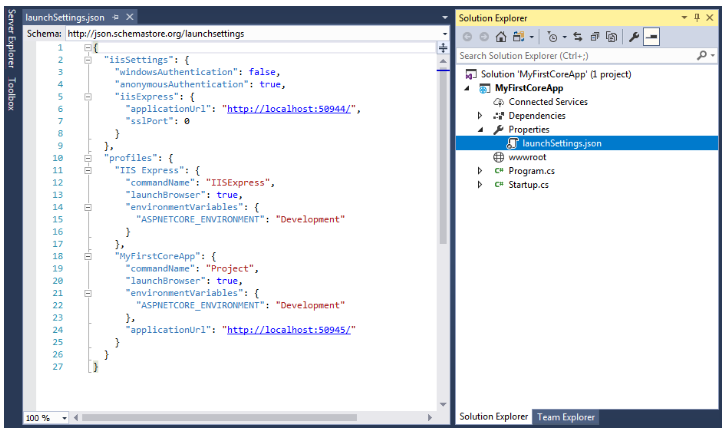 Server Explorer
Toolbox
launchSettings.json
Schema: http://json.schemastore.org/launchsettings
1 {
2 "iisSettings": {
3 "windowsAuthentication": false,
4 "anonymousAuthentication": true,
5 "iisExpress": {
6 "applicationUrl": "http://localhost:50944/",
7 "sslPort": 0
8 }
9 },
10 "profiles": {
11 "IIS Express": {
12 "commandName": "IISExpress",
13 "launchBrowser": true,
14 "environmentVariables": {
15 "ASPNETCORE_ENVIRONMENT": "Development"
16 }
17 },
18 "MyFirstCoreApp": {
19 "commandName": "Project",
20 "launchBrowser": true,
21 "environmentVariables": {
22 "ASPNETCORE_ENVIRONMENT": "Development"
23 },
24 "applicationUrl": "http://localhost:50945/"
25 }
26 }
27 }
100 %
Solution Explorer
Search Solution Explorer (Ctrl+;)
Solution 'MyFirstCoreApp' (1 project)
MyFirstCoreApp
Connected Services
Dependencies
Properties
launchSettings.json
wwwroot
C# Program.cs
C# Startup.cs
Solution Explorer Team Explorer